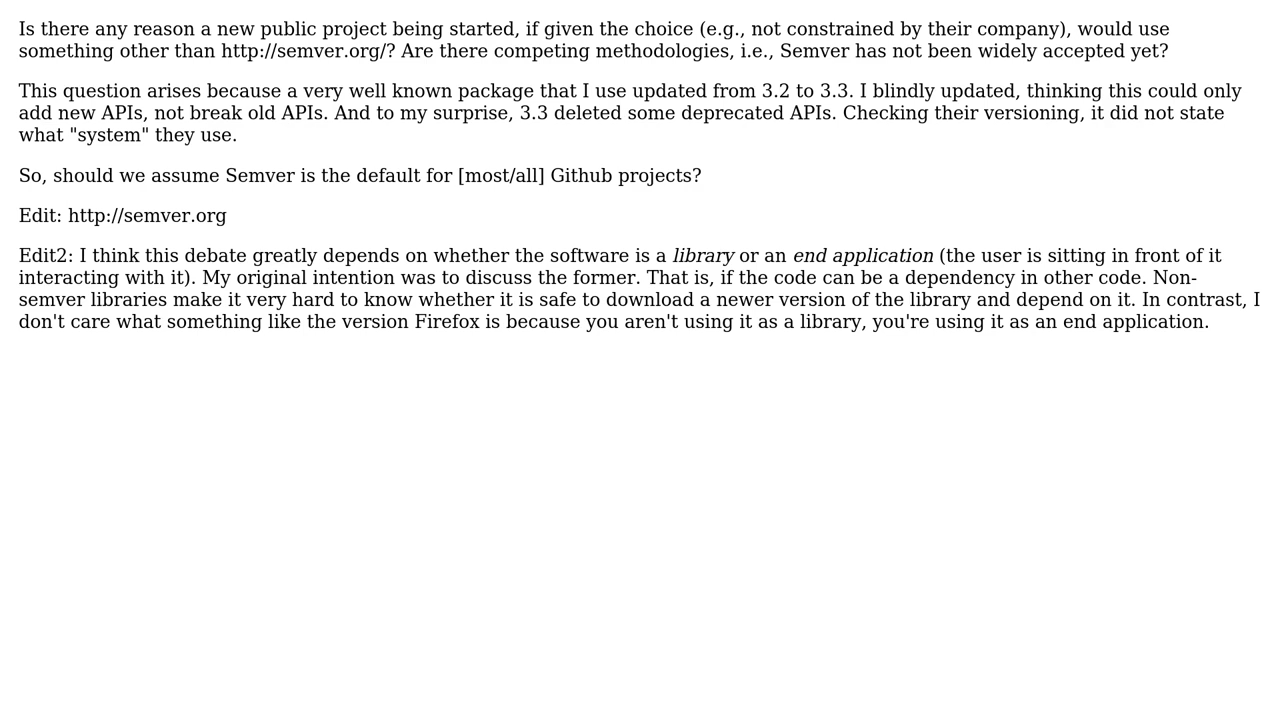 Is there any reason a new public project being started, if given the choice (e.g., not constrained by their company), would use
something other than http://semver.org/? Are there competing methodologies, i.e., Semver has not been widely accepted yet?
This question arises because a very well known package that I use updated from 3.2 to 3.3. I blindly updated, thinking this could only
add new APIs, not break old APIs. And to my surprise, 3.3 deleted some deprecated APIs. Checking their versioning, it did not state
what "system" they use.
So, should we assume Semver is the default for [most/all] Github projects?
Edit: http://semver.org
Edit2: I think this debate greatly depends on whether the software is a library or an end application (the user is sitting in front of it
interacting with it). My original intention was to discuss the former. That is, if the code can be a dependency in other code. Non-
semver libraries make it very hard to know whether it is safe to download a newer version of the library and depend on it. In contrast, I
don't care what something like the version Firefox is because you aren't using it as a library, you're using it as an end application.